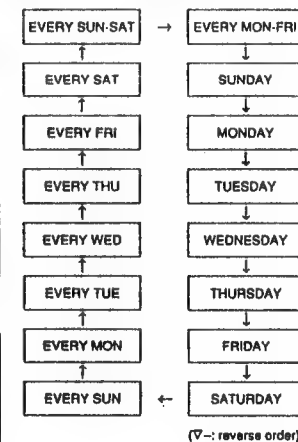 EVERY SUN-SAT → EVERY MON-FRI
↑ ↓
EVERY SAT SUNDAY
↑ ↓
EVERY FRI MONDAY
↑ ↓
EVERY THU TUESDAY
↑ ↓
EVERY WED WEDNESDAY
↑ ↓
EVERY TUE THURSDAY
↑ ↓
EVERY MON FRIDAY
↑ ↓
EVERY SUN ← SATURDAY
(∇−: reverse order)